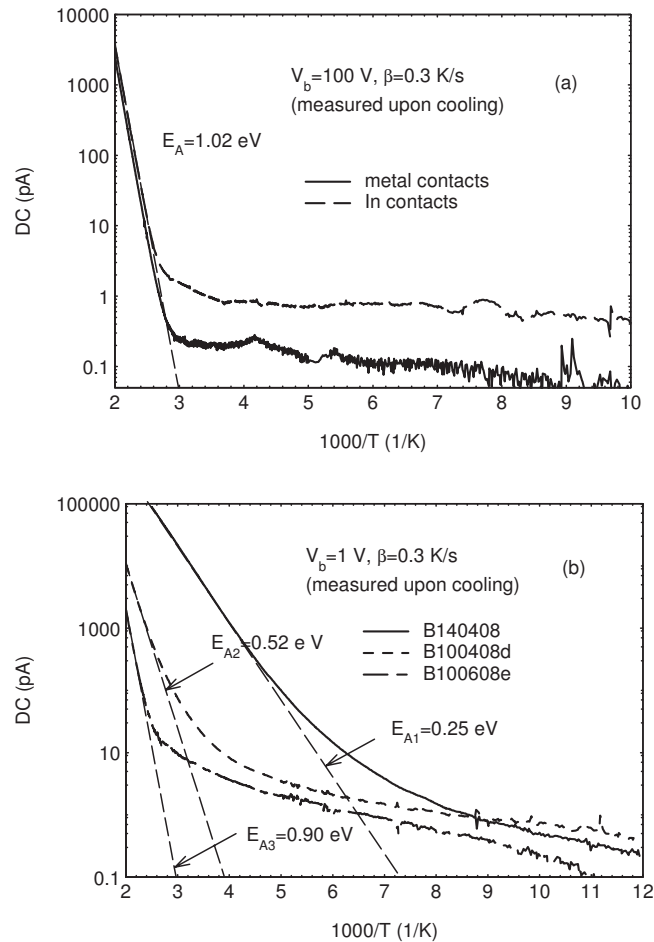 10000
V_b=100 V, β=0.3 K/s
(a)
(measured upon cooling)
1000
E_A=1.02 eV
100
metal contacts
In contacts
10
1
0.1
DC (pA)
2 3 4 5 6 7 8 9 10
1000/T (1/K)
100000
V_b=1 V, β=0.3 K/s
(b)
(measured upon cooling)
B140408
B100408d
B100608e
1000
E_A2=0.52 e V
E_A1=0.25 eV
10
E_A3=0.90 eV
0.1
DC (pA)
2 3 4 5 6 7 8 9 10 11 12
1000/T (1/K)